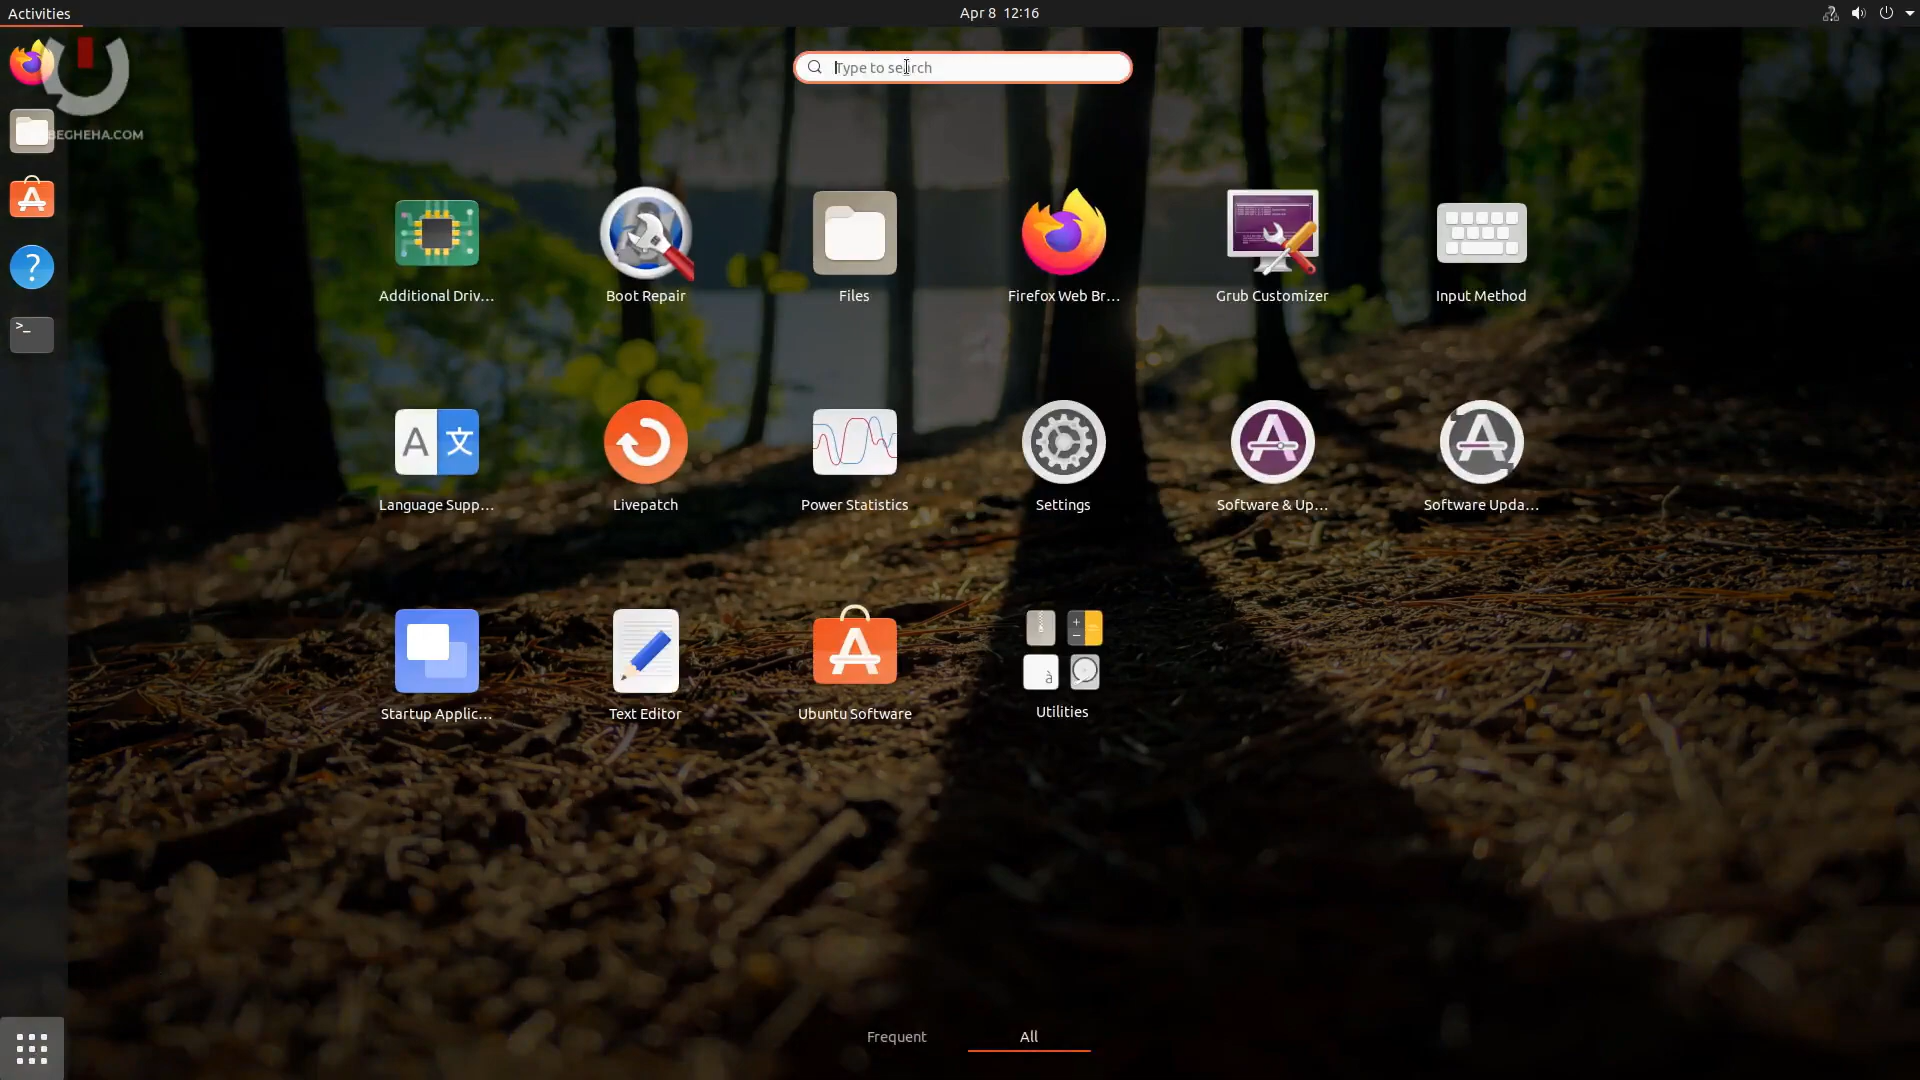 Activities
Apr 8 12:16
Type to search
BEGHEHA.COM
>_
?
Additional Driv...
Boot Repair
Files
Firefox Web Br...
Grub Customizer
Input Method
A 文
Language Supp...
Livepatch
Power Statistics
Settings
Software & Up...
Software Upda...
à
Startup Applic...
Text Editor
Ubuntu Software
Utilities
Frequent
All